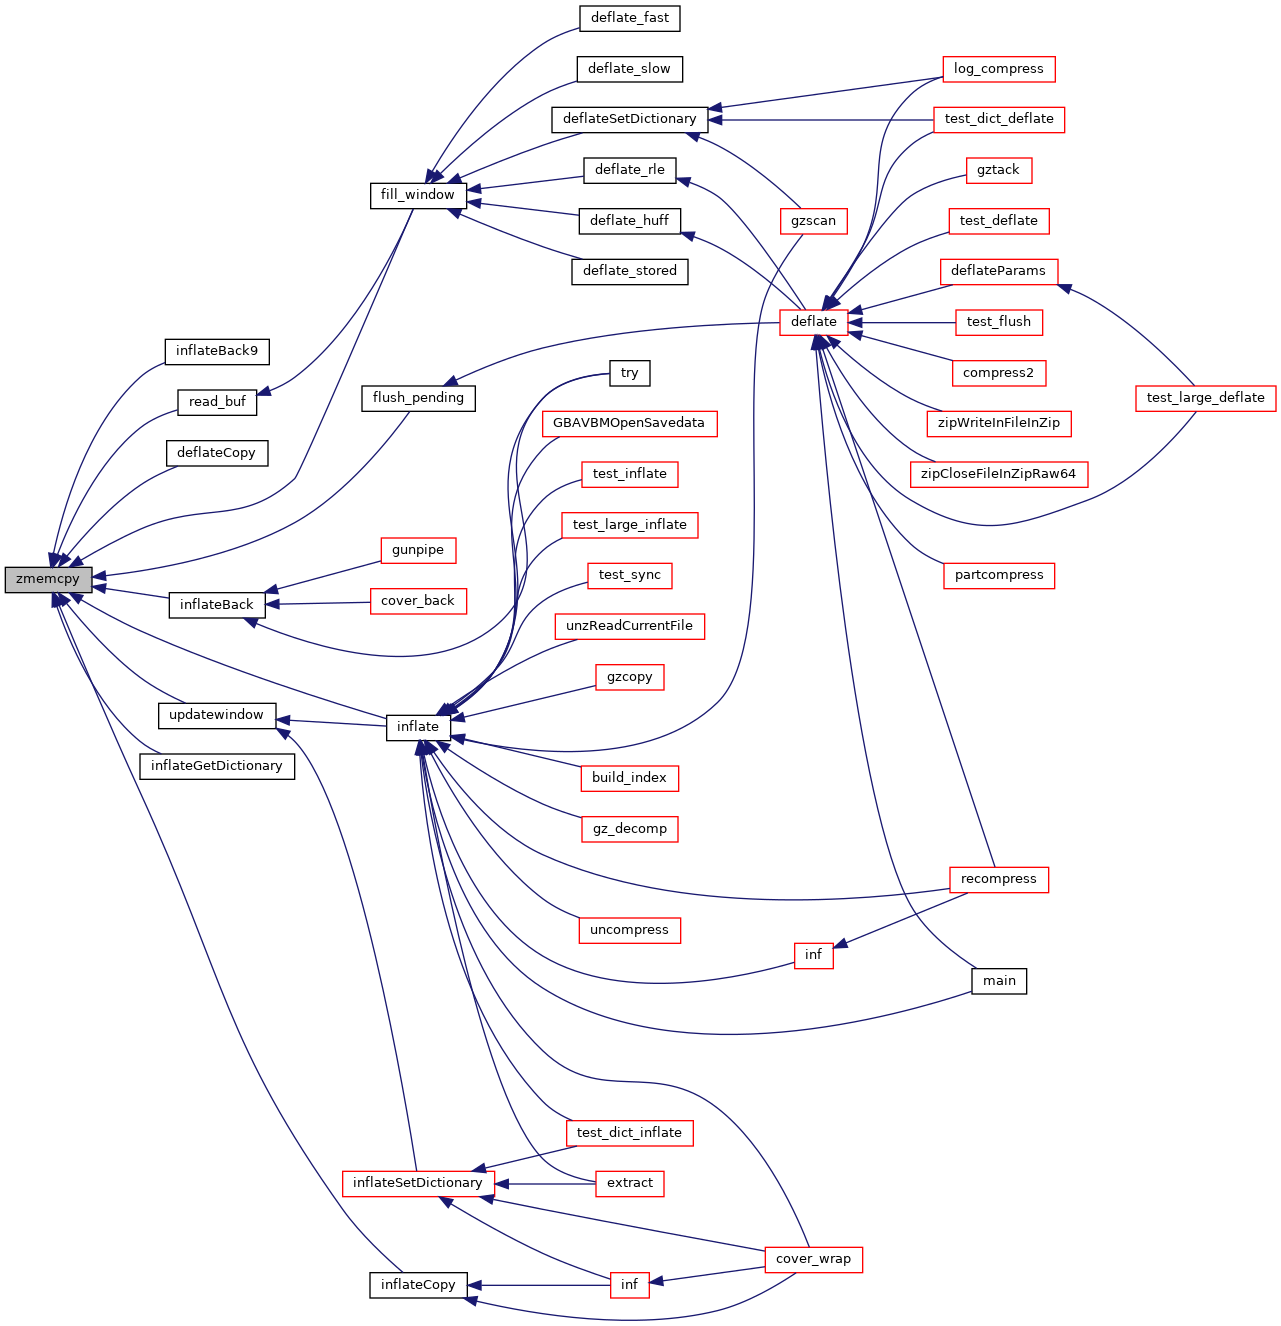 deflate_fast
deflate_slow
log_compress
deflateSetDictionary
test_dict_deflate
deflate_rle
gztack
fill_window
deflate_huff
gzscan
test_deflate
deflate_stored
deflateParams
deflate
test_flush
inflateBack9
try
compress2
read_buf
flush_pending
test_large_deflate
GBAVBMOpenSavedata
zipWriteInFileInZip
deflateCopy
test_inflate
zipCloseFileInZipRaw64
test_large_inflate
gunpipe
zmemcpy
test_sync
partcompress
inflateBack
cover_back
unzReadCurrentFile
gzcopy
updatewindow
inflate
inflateGetDictionary
build_index
gz_decomp
recompress
uncompress
inf
main
test_dict_inflate
inflateSetDictionary
extract
cover_wrap
inflateCopy
inf